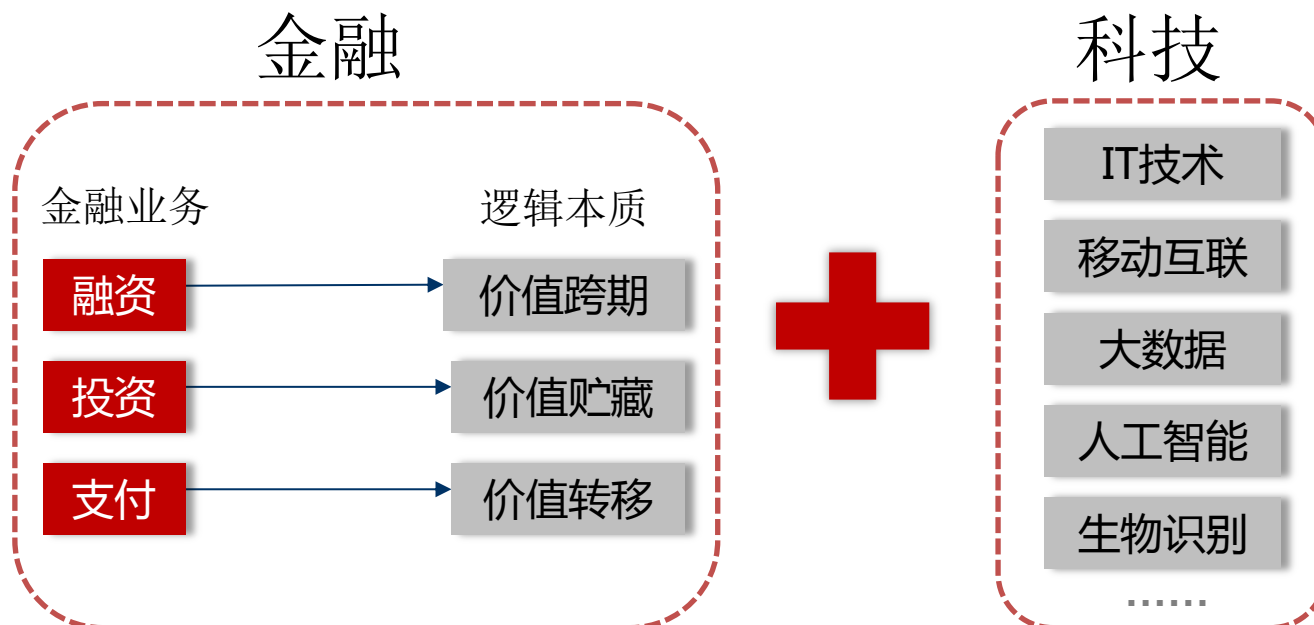 金融
科技
金融业务
逻辑本质
融资
价值跨期
投资
价值贮藏
支付
价值转移
IT技术
移动互联
大数据
人工智能
生物识别
……